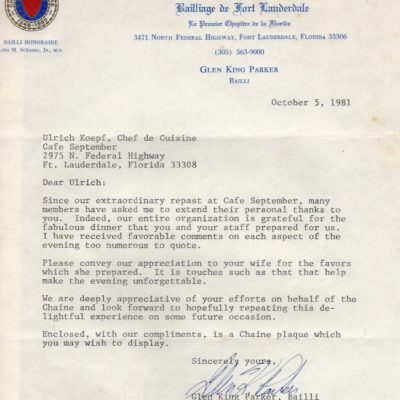 Bailliage de Fort Lauderdale
Le Premier Chapitre de la Floride
3471 North Federal Highway, Fort Lauderdale, Florida 33306
(305) 563-9000
Glen King Parker
Bailli
Bailli Honoraire
Jr., M.D.
October 5, 1981
Ulrich Koepf, Chef de Cuisine
Cafe September
2975 N. Federal Highway
Ft. Lauderdale, Florida 33308
Dear Ulrich:
Since our extraordinary repast at Cafe September, many
members have asked me to extend their personal thanks to
you. Indeed, our entire organization is grateful for the
fabulous dinner that you and your staff prepared for us.
I have received favorable comments on each aspect of the
evening too numerous to quote.
Please convey our appreciation to your wife for the favors
which she prepared. It is touches such as that that help
make the evening unforgettable.
We are deeply appreciative of your efforts on behalf of the
Chaine and look forward to hopefully repeating this de-
lightful experience on some future occasion.
Enclosed, with our compliments, is a Chaine plaque which
you may wish to display.
Sincerely yours,
Glen King Parker, Bailli